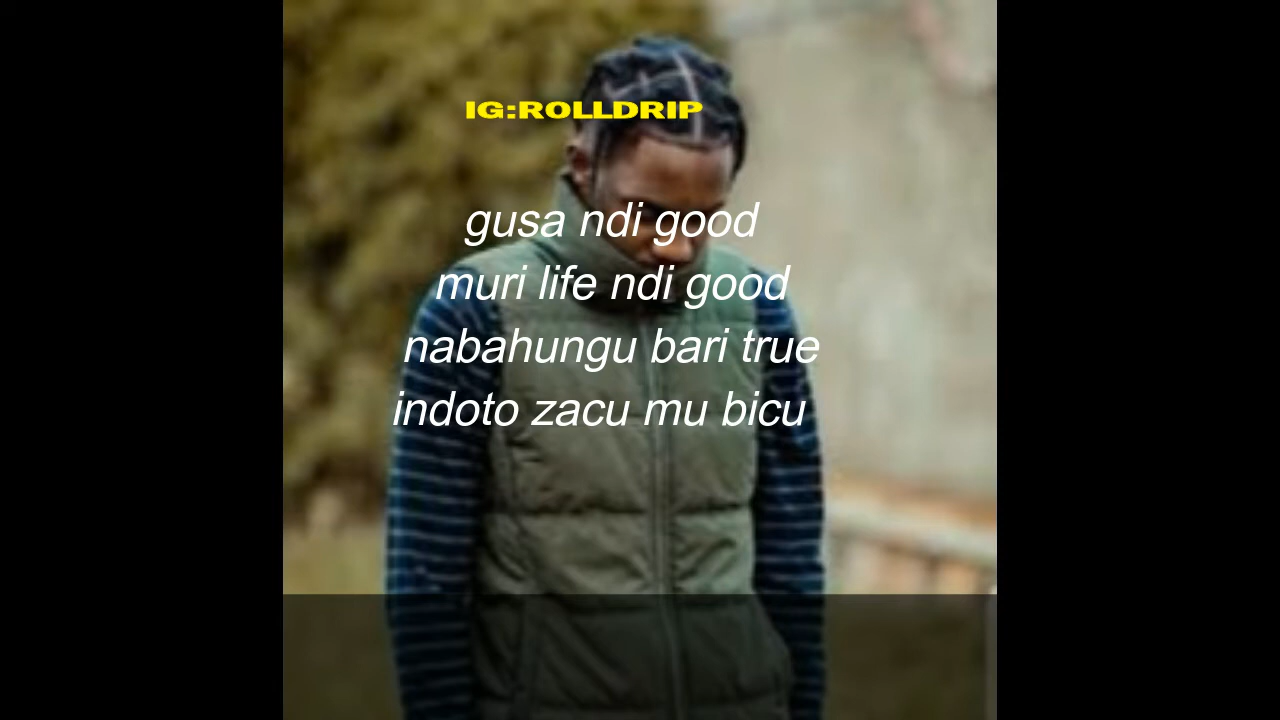 IG:ROLLDRIP
gusa ndi good
muri life ndi good
nabahungu bari true
indoto zacu mu bicu